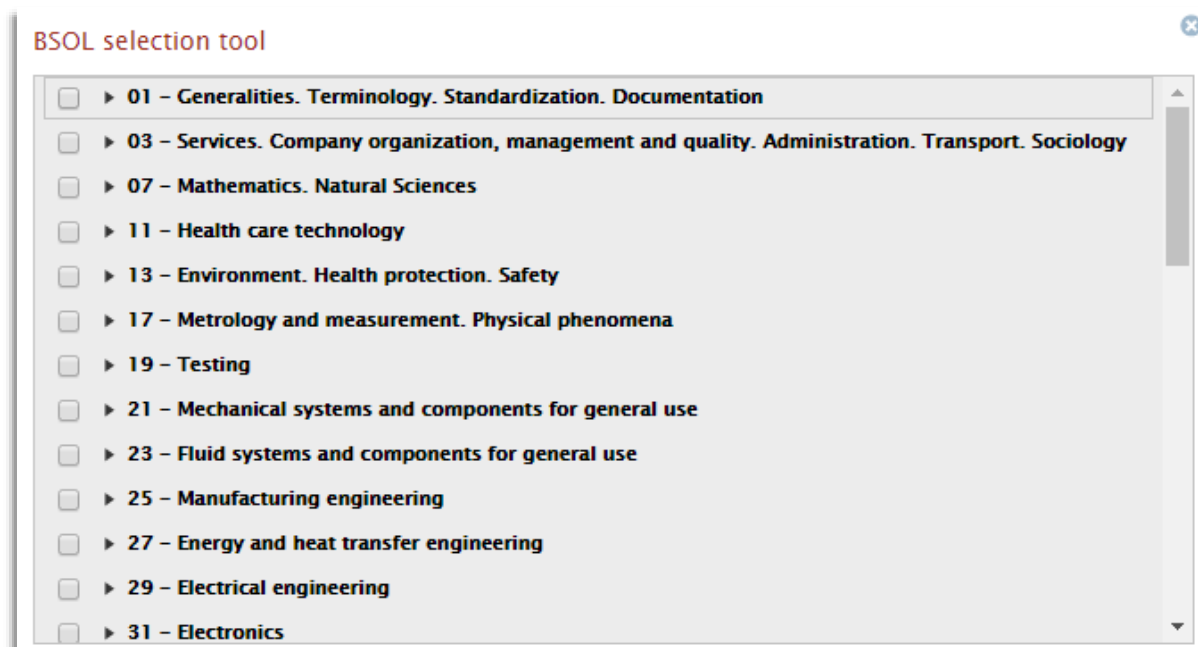 BSOL selection tool
01 – Generalities. Terminology. Standardization. Documentation
03 – Services. Company organization, management and quality. Administration. Transport. Sociology
07 – Mathematics. Natural Sciences
11 – Health care technology
13 – Environment. Health protection. Safety
17 – Metrology and measurement. Physical phenomena
19 – Testing
21 – Mechanical systems and components for general use
23 – Fluid systems and components for general use
25 – Manufacturing engineering
27 – Energy and heat transfer engineering
29 – Electrical engineering
31 – Electronics